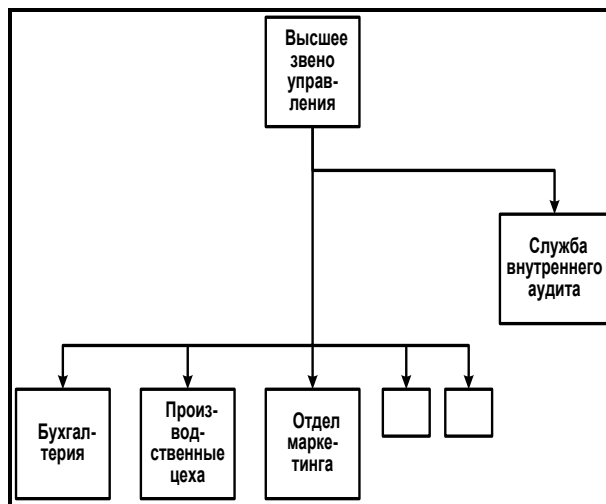 Высшее
звено
управ-
ления
Служба
внутреннего
аудита
Бухгал-
терия
Произ-
вод-
ственные
цеха
Отдел
марке-
тинга